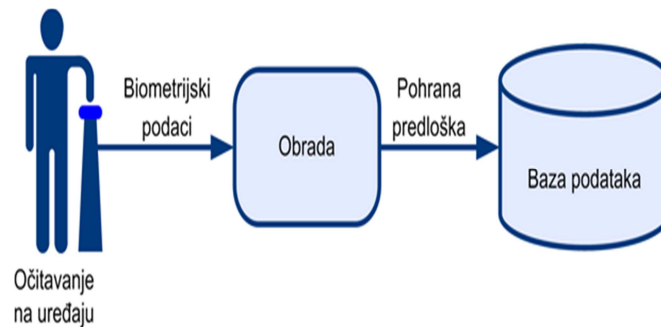 Biometrijski
podaci
Obrada
Pohrana
predloška
Baza podataka
Očitavanje
na uređaju